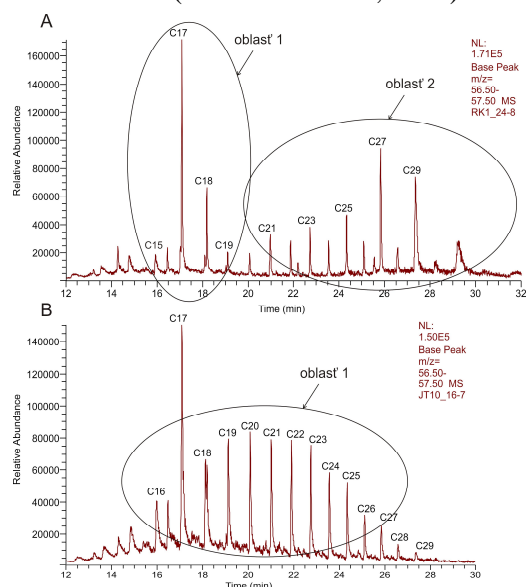 A
oblasť 1
oblasť 2
NL:
1.71E5
Base Peak
m/z=
56.50-
57.50 MS
RK1_24-8
Relative Abundance
160000
140000
120000
100000
80000
60000
40000
20000
C17
C18
C15
C19
C21
C23
C25
C27
C29
12 14 16 18 20 22 24 26 28 30 32
Time (min)
B
oblasť 1
NL:
1.50E5
Base Peak
m/z=
56.50-
57.50 MS
JT10_16-7
Relative Abundance
140000
120000
100000
80000
60000
40000
20000
C17
C16
C18
C19
C20
C21
C22
C23
C24
C25
C26
C27
C28
C29
12 14 16 18 20 22 24 26 28 30 32
Time (min)